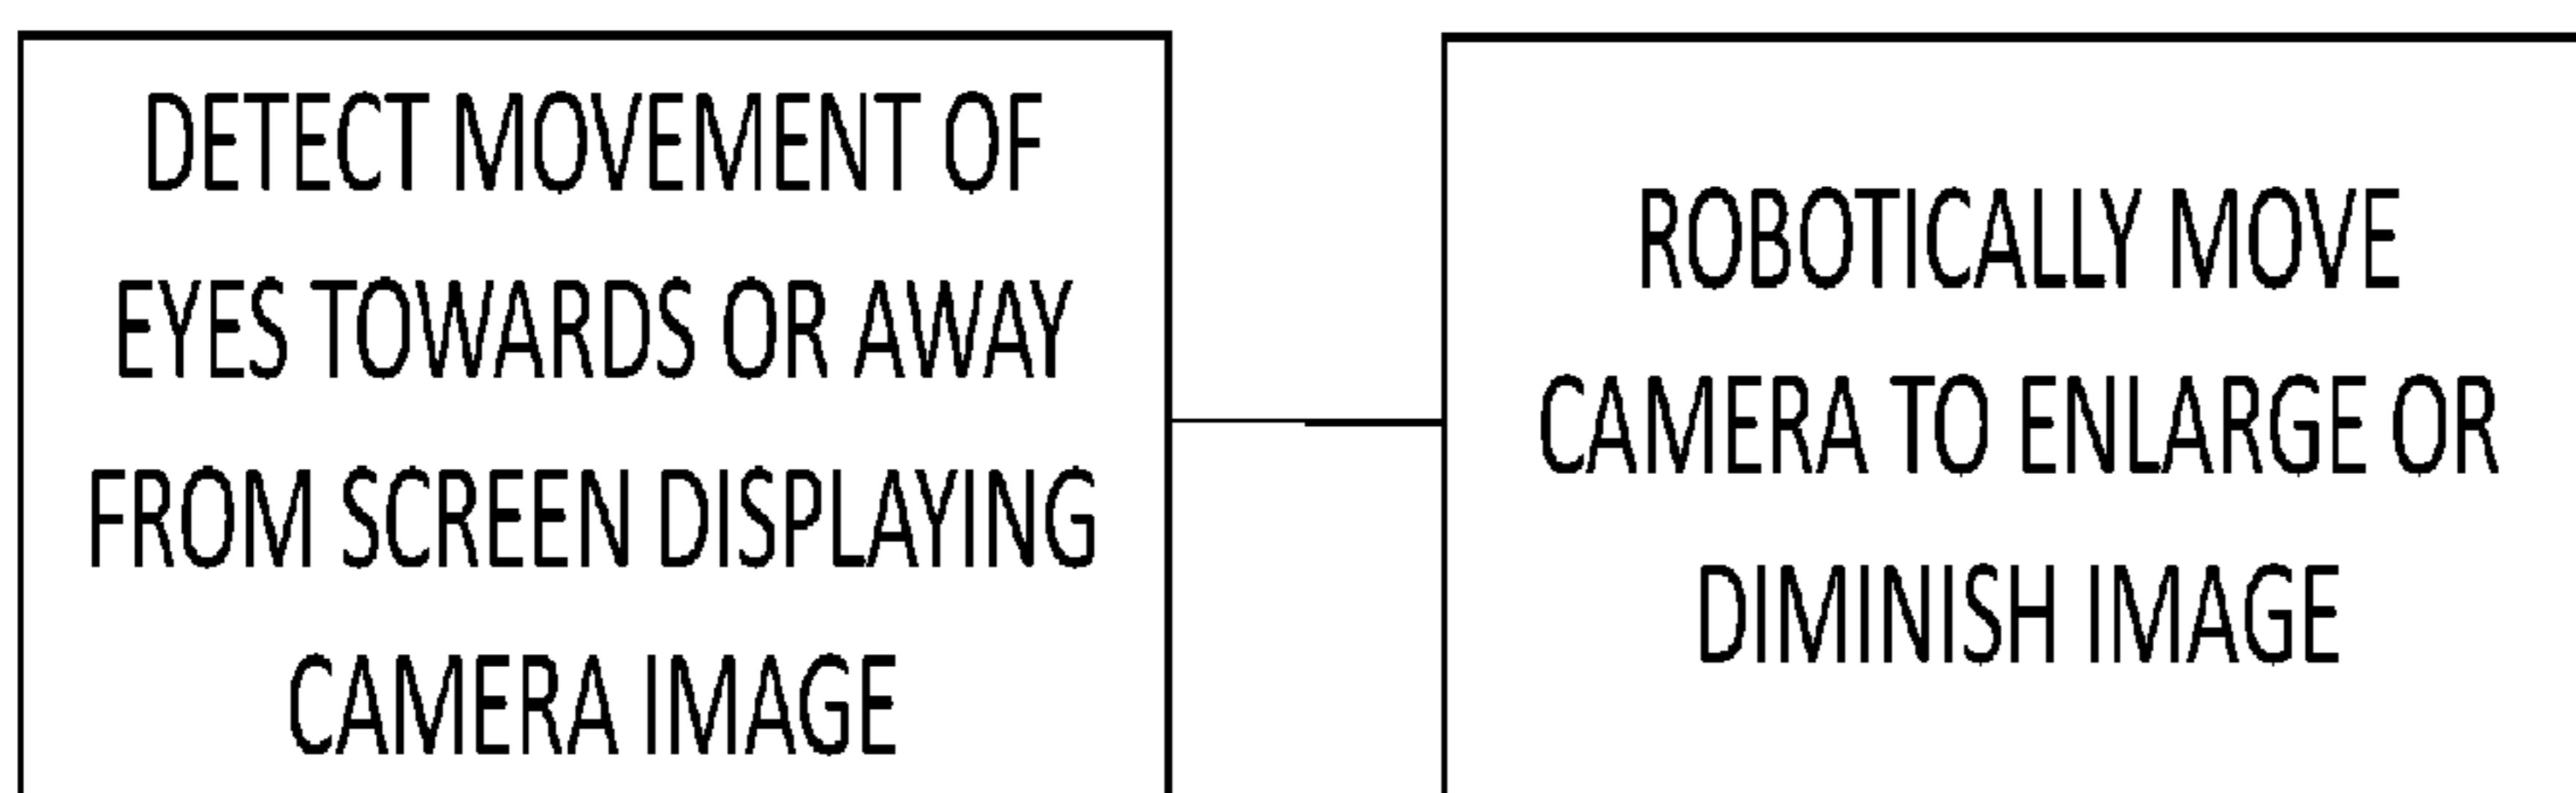 DETECT MOVEMENT OF
EYES TOWARDS OR AWAY
FROM SCREEN DISPLAYING
CAMERA IMAGE
ROBOTICALLY MOVE
CAMERA TO ENLARGE OR
DIMINISH IMAGE